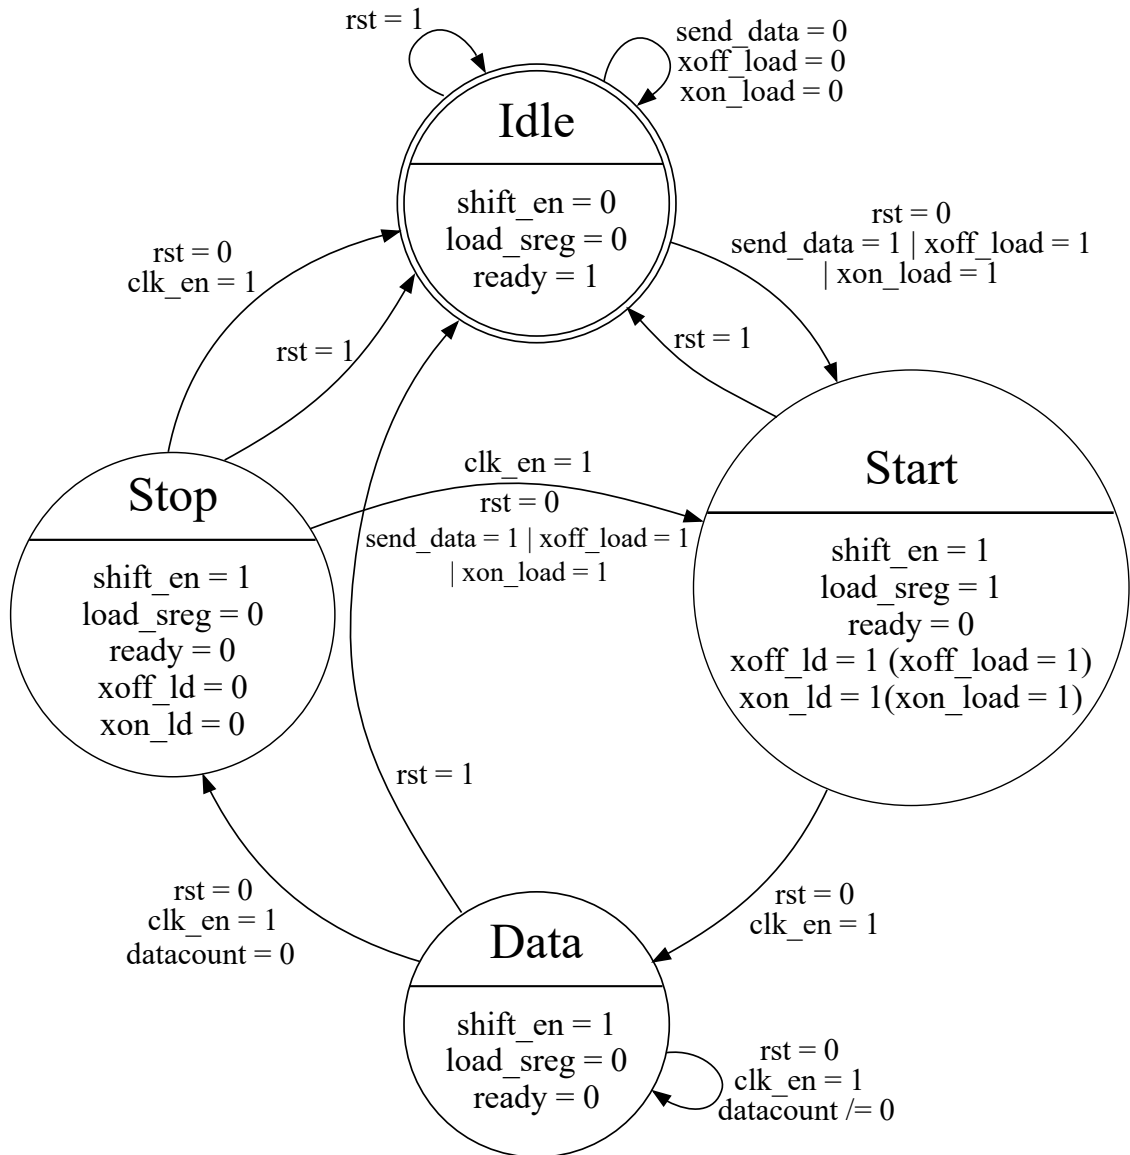 rst = 1
send_data = 0
xoff_load = 0
xon_load = 0
Idle
shift_en = 0
load_sreg = 0
ready = 1
rst = 0
clk_en = 1
rst = 0
send_data = 1 | xoff_load = 1
| xon_load = 1
rst = 1
rst = 1
Stop
shift_en = 1
load_sreg = 0
ready = 0
xoff_ld = 0
xon_ld = 0
clk_en = 1
rst = 0
send_data = 1 | xoff_load = 1
| xon_load = 1
Start
shift_en = 1
load_sreg = 1
ready = 0
xoff_ld = 1 (xoff_load = 1)
xon_ld = 1(xon_load = 1)
rst = 1
rst = 0
clk_en = 1
datacount = 0
rst = 0
clk_en = 1
Data
shift_en = 1
load_sreg = 0
ready = 0
rst = 0
clk_en = 1
datacount /= 0